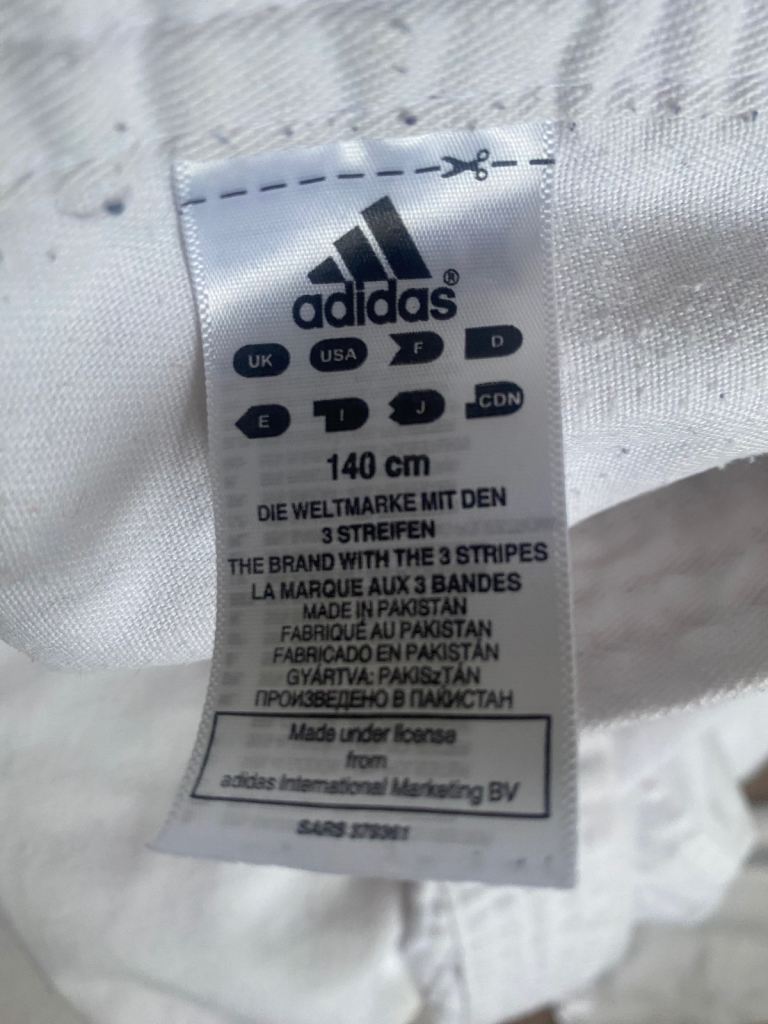 adidas®
UK USA F D
E I J CDN
140 cm
DIE WELTMARKE MIT DEN
3 STREIFEN
THE BRAND WITH THE 3 STRIPES
LA MARQUE AUX 3 BANDES
MADE IN PAKISTAN
FABRIQUÉ AU PAKISTAN
FABRICADO EN PAKISTÁN
GYÁRTVA: PAKISzTÁN
ПРОИЗВЕДЕНО В ПАКИСТАН
Made under license
from
adidas International Marketing BV
SARS 379361